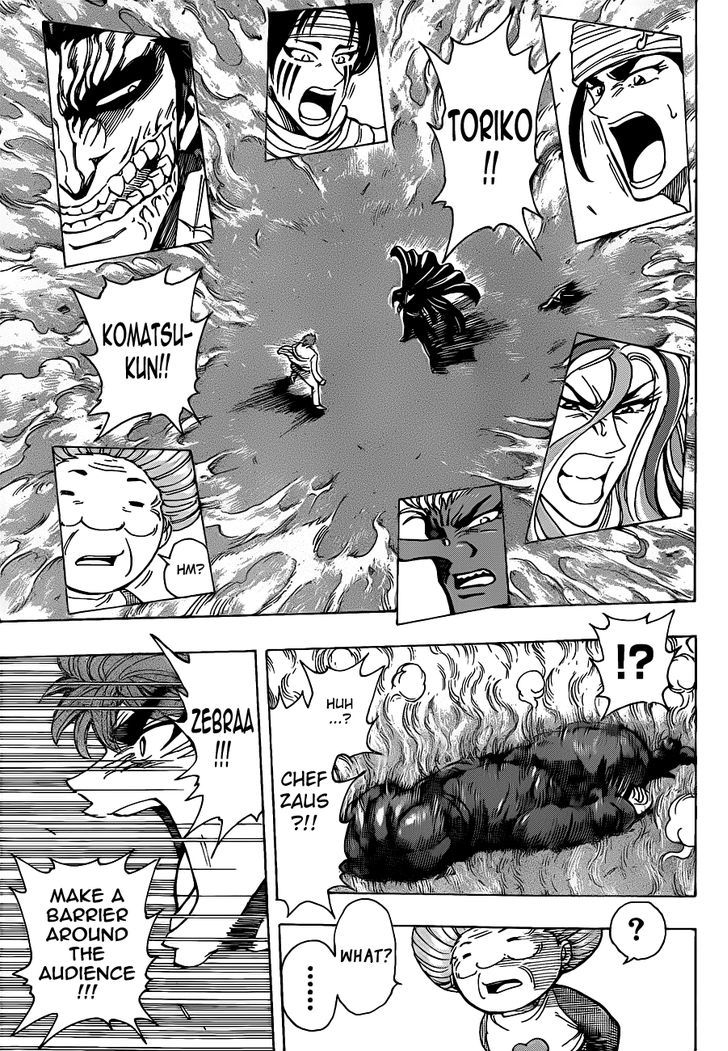 TORIKO
!!
KOMATSU-
KUN!!
HM?
!?
HUH
...?
CHEF
ZAUS
?!!
ZEBRAA
!!!
MAKE A
BARRIER
AROUND
THE
AUDIENCE
!!!
?
WHAT?
......